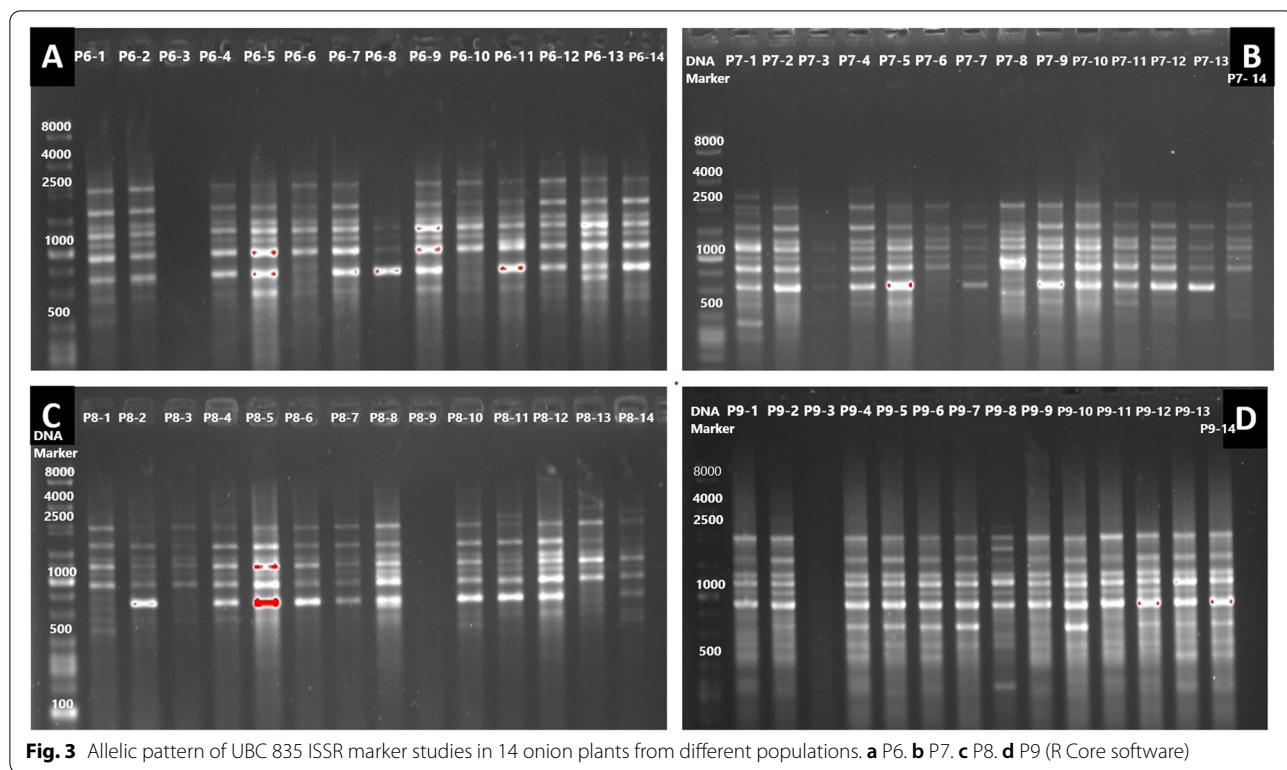 A
P6-1 P6-2 P6-3 P6-4 P6-5 P6-6 P6-7 P6-8 P6-9 P6-10 P6-11 P6-12 P6-13 P6-14
8000
4000
2500
1000
500
B
DNA Marker P7-1 P7-2 P7-3 P7-4 P7-5 P7-6 P7-7 P7-8 P7-9 P7-10 P7-11 P7-12 P7-13 P7- 14
8000
4000
2500
1000
500
C
P8-1 P8-2 P8-3 P8-4 P8-5 P8-6 P8-7 P8-8 P8-9 P8-10 P8-11 P8-12 P8-13 P8-14
DNA
Marker
8000
4000
2500
1000
500
100
D
DNA Marker P9-1 P9-2 P9-3 P9-4 P9-5 P9-6 P9-7 P9-8 P9-9 P9-10 P9-11 P9-12 P9-13 P9-14
8000
4000
2500
1000
500
Fig. 3 Allelic pattern of UBC 835 ISSR marker studies in 14 onion plants from different populations. a P6. b P7. c P8. d P9 (R Core software)